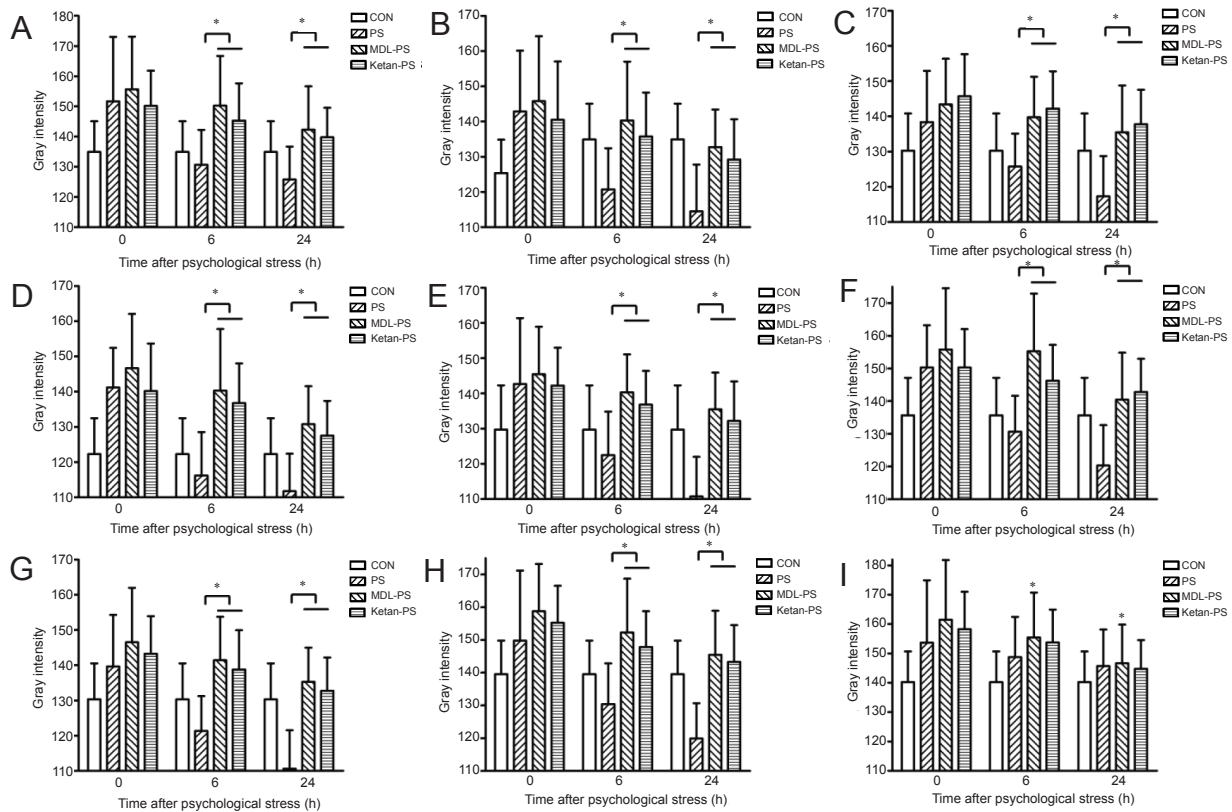 A
Gray intensity
180
170
160
150
140
130
120
110
0
6
24
*
*
Time after psychological stress (h)
CON
PS
MDL-PS
Ketan-PS
B
Gray intensity
170
160
150
140
130
120
110
0
6
24
*
*
Time after psychological stress (h)
CON
PS
MDL-PS
Ketan-PS
C
Gray intensity
170
160
150
140
130
120
110
0
6
24
*
*
Time after psychological stress (h)
CON
PS
MDL-PS
Ketan-PS
D
Gray intensity
170
160
150
140
130
120
110
0
6
24
*
*
Time after psychological stress (h)
CON
PS
MDL-PS
Ketan-PS
E
Gray intensity
170
160
150
140
130
120
110
0
6
24
*
*
Time after psychological stress (h)
CON
PS
MDL-PS
Ketan-PS
F
Gray intensity
170
160
150
140
130
120
110
0
6
24
*
*
Time after psychological stress (h)
CON
PS
MDL-PS
Ketan-PS
G
Gray intensity
170
160
150
140
130
120
110
0
6
24
*
*
Time after psychological stress (h)
CON
PS
MDL-PS
Ketan-PS
H
Gray intensity
170
160
150
140
130
120
110
0
6
24
*
*
Time after psychological stress (h)
CON
PS
MDL-PS
Ketan-PS
I
Gray intensity
180
170
160
150
140
130
120
110
0
6
24
*
*
Time after psychological stress (h)
CON
PS
MDL-PS
Ketan-PS